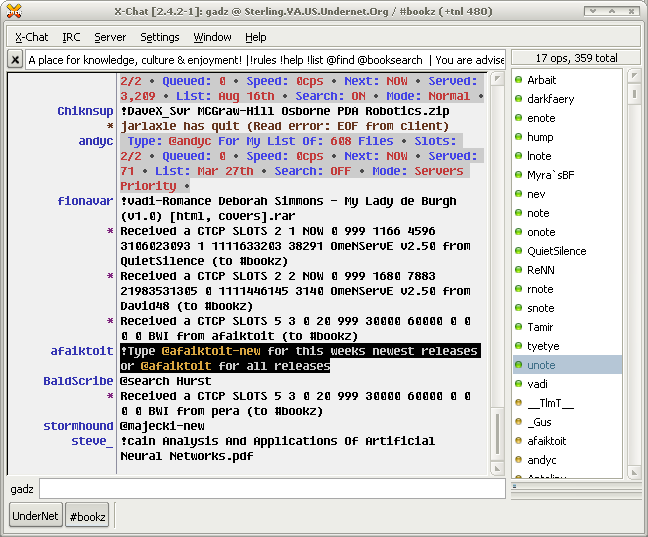 X-Chat [2.4.2-1]: gadz @ Sterling.VA.US.Undernet.Org / #bookz (+tnl 480)
X-Chat IRC Server Settings Window Help
A place for knowledge, culture & enjoyment! |!rules !help !list @find @booksearch | You are advise
17 ops, 359 total
2/2 • Queued: 0 • Speed: 0cps • Next: NOW • Served:
3,209 • List: Aug 16th • Search: ON • Mode: Normal •
Chiknsup !DaveX_Svr McGraw-Hill Osborne PDA Robotics.zip
* jarlaxle has quit (Read error: EOF from client)
andyc Type: @andyc For My List Of: 608 Files • Slots:
2/2 • Queued: 0 • Speed: 0cps • Next: NOW • Served:
71 • List: Mar 27th • Search: OFF • Mode: Servers
Priority •
fionavar !vadi-Romance Deborah Simmons - My Lady de Burgh
(v1.0) [html, covers].rar
* Received a CTCP SLOTS 2 1 NOW 0 999 1166 4596
3106023093 1 1111633203 38291 OmeNServE v2.50 from
QuietSilence (to #bookz)
* Received a CTCP SLOTS 2 2 NOW 0 999 1680 7883
21983531305 0 1111446145 3140 OmeNServE v2.50 from
David48 (to #bookz)
* Received a CTCP SLOTS 5 3 0 20 999 30000 60000 0 0
0 0 BWI from afaiktoit (to #bookz)
afaiktoit !Type @afaiktoit-new for this weeks newest releases
or @afaiktoit for all releases
BaldScribe @search Hurst
* Received a CTCP SLOTS 5 3 0 20 999 30000 60000 0 0
0 0 BWI from pera (to #bookz)
stormhound @majecki-new
steve_ !cain Analysis And Applications Of Artificial
Neural Networks.pdf
Arbait
darkfaery
enote
hump
lnote
Myra`sBF
nev
note
onote
QuietSilence
ReNN
rnote
snote
Tamir
tyetye
unote
vadi
__TlmT__
_Gus
afaiktoit
andyc
gadz
UnderNet #bookz